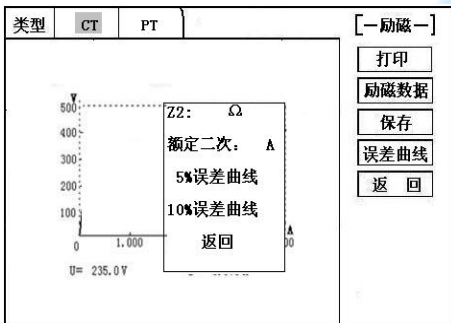 类型 CT PT
[—励磁—]
打印
励磁数据
保存
误差曲线
返 回
V
500
400
300
200
100
0 1.000
A
U= 235.0V
Z2: Ω
额定二次: A
5%误差曲线
10%误差曲线
返回